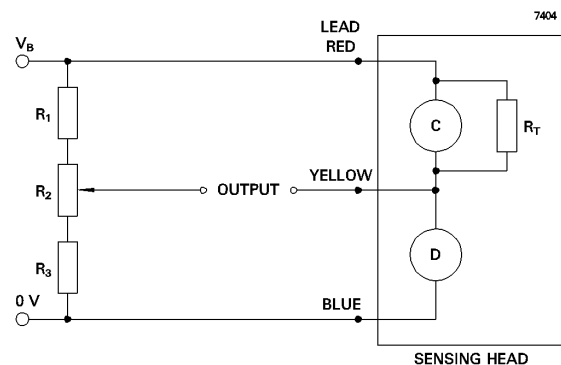 7404
LEAD
V_B
RED
R_1
C
R_T
R_2
OUTPUT
YELLOW
R_3
D
0 V
BLUE
SENSING HEAD